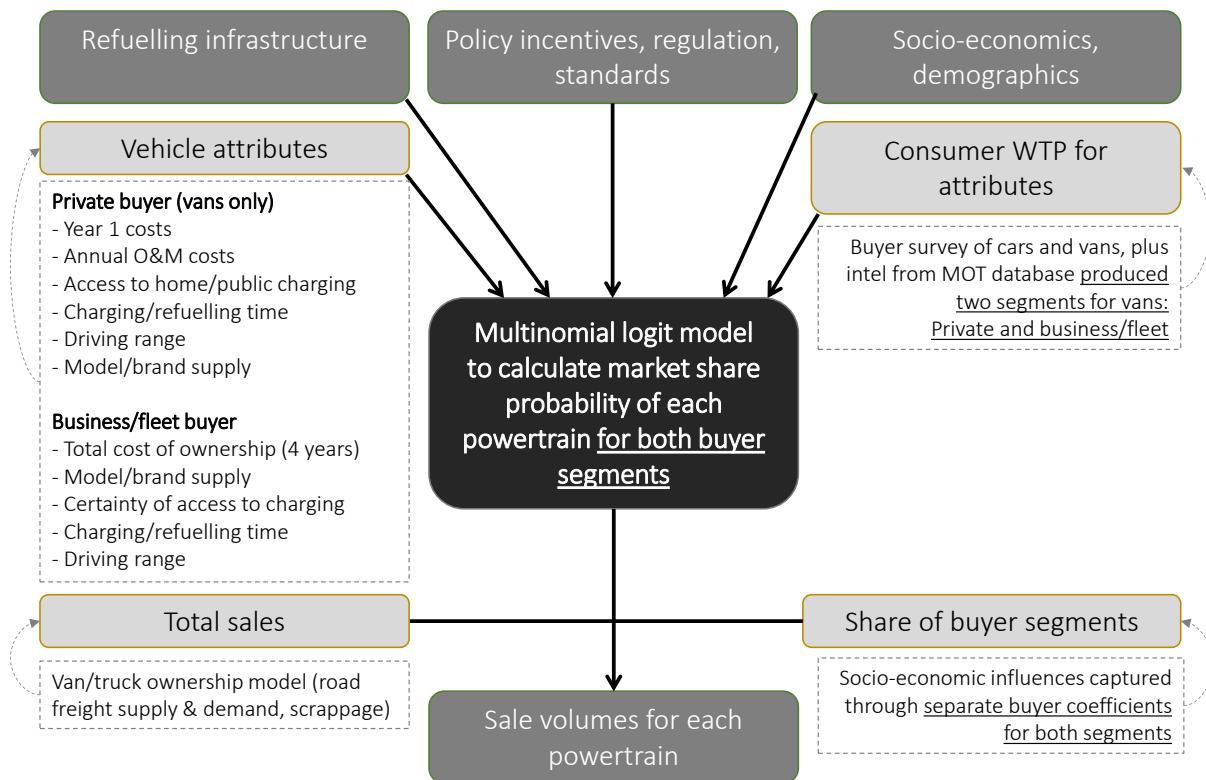 Refuelling infrastructure
Policy incentives, regulation,
standards
Socio-economics,
demographics
Vehicle attributes
Private buyer (vans only)
- Year 1 costs
- Annual O&M costs
- Access to home/public charging
- Charging/refuelling time
- Driving range
- Model/brand supply
Business/fleet buyer
- Total cost of ownership (4 years)
- Model/brand supply
- Certainty of access to charging
- Charging/refuelling time
- Driving range
Consumer WTP for
attributes
Buyer survey of cars and vans, plus
intel from MOT database produced
two segments for vans:
Private and business/fleet
Multinomial logit model
to calculate market share
probability of each
powertrain for both buyer
segments
Total sales
Van/truck ownership model (road
freight supply & demand, scrappage)
Share of buyer segments
Socio-economic influences captured
through separate buyer coefficients
for both segments
Sale volumes for each
powertrain